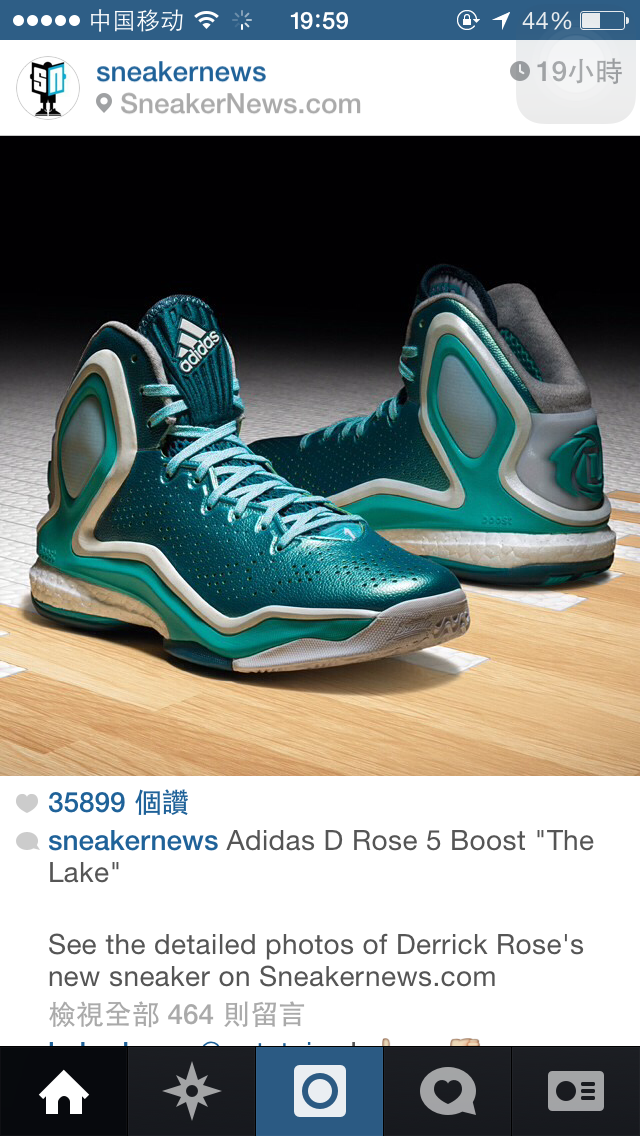 中国移动 19:59 44%
sneakernews
SneakerNews.com
19小時
adidas
boost
35899 個讚
sneakernews Adidas D Rose 5 Boost "The
Lake"
See the detailed photos of Derrick Rose's
new sneaker on Sneakernews.com
檢視全部 464 則留言